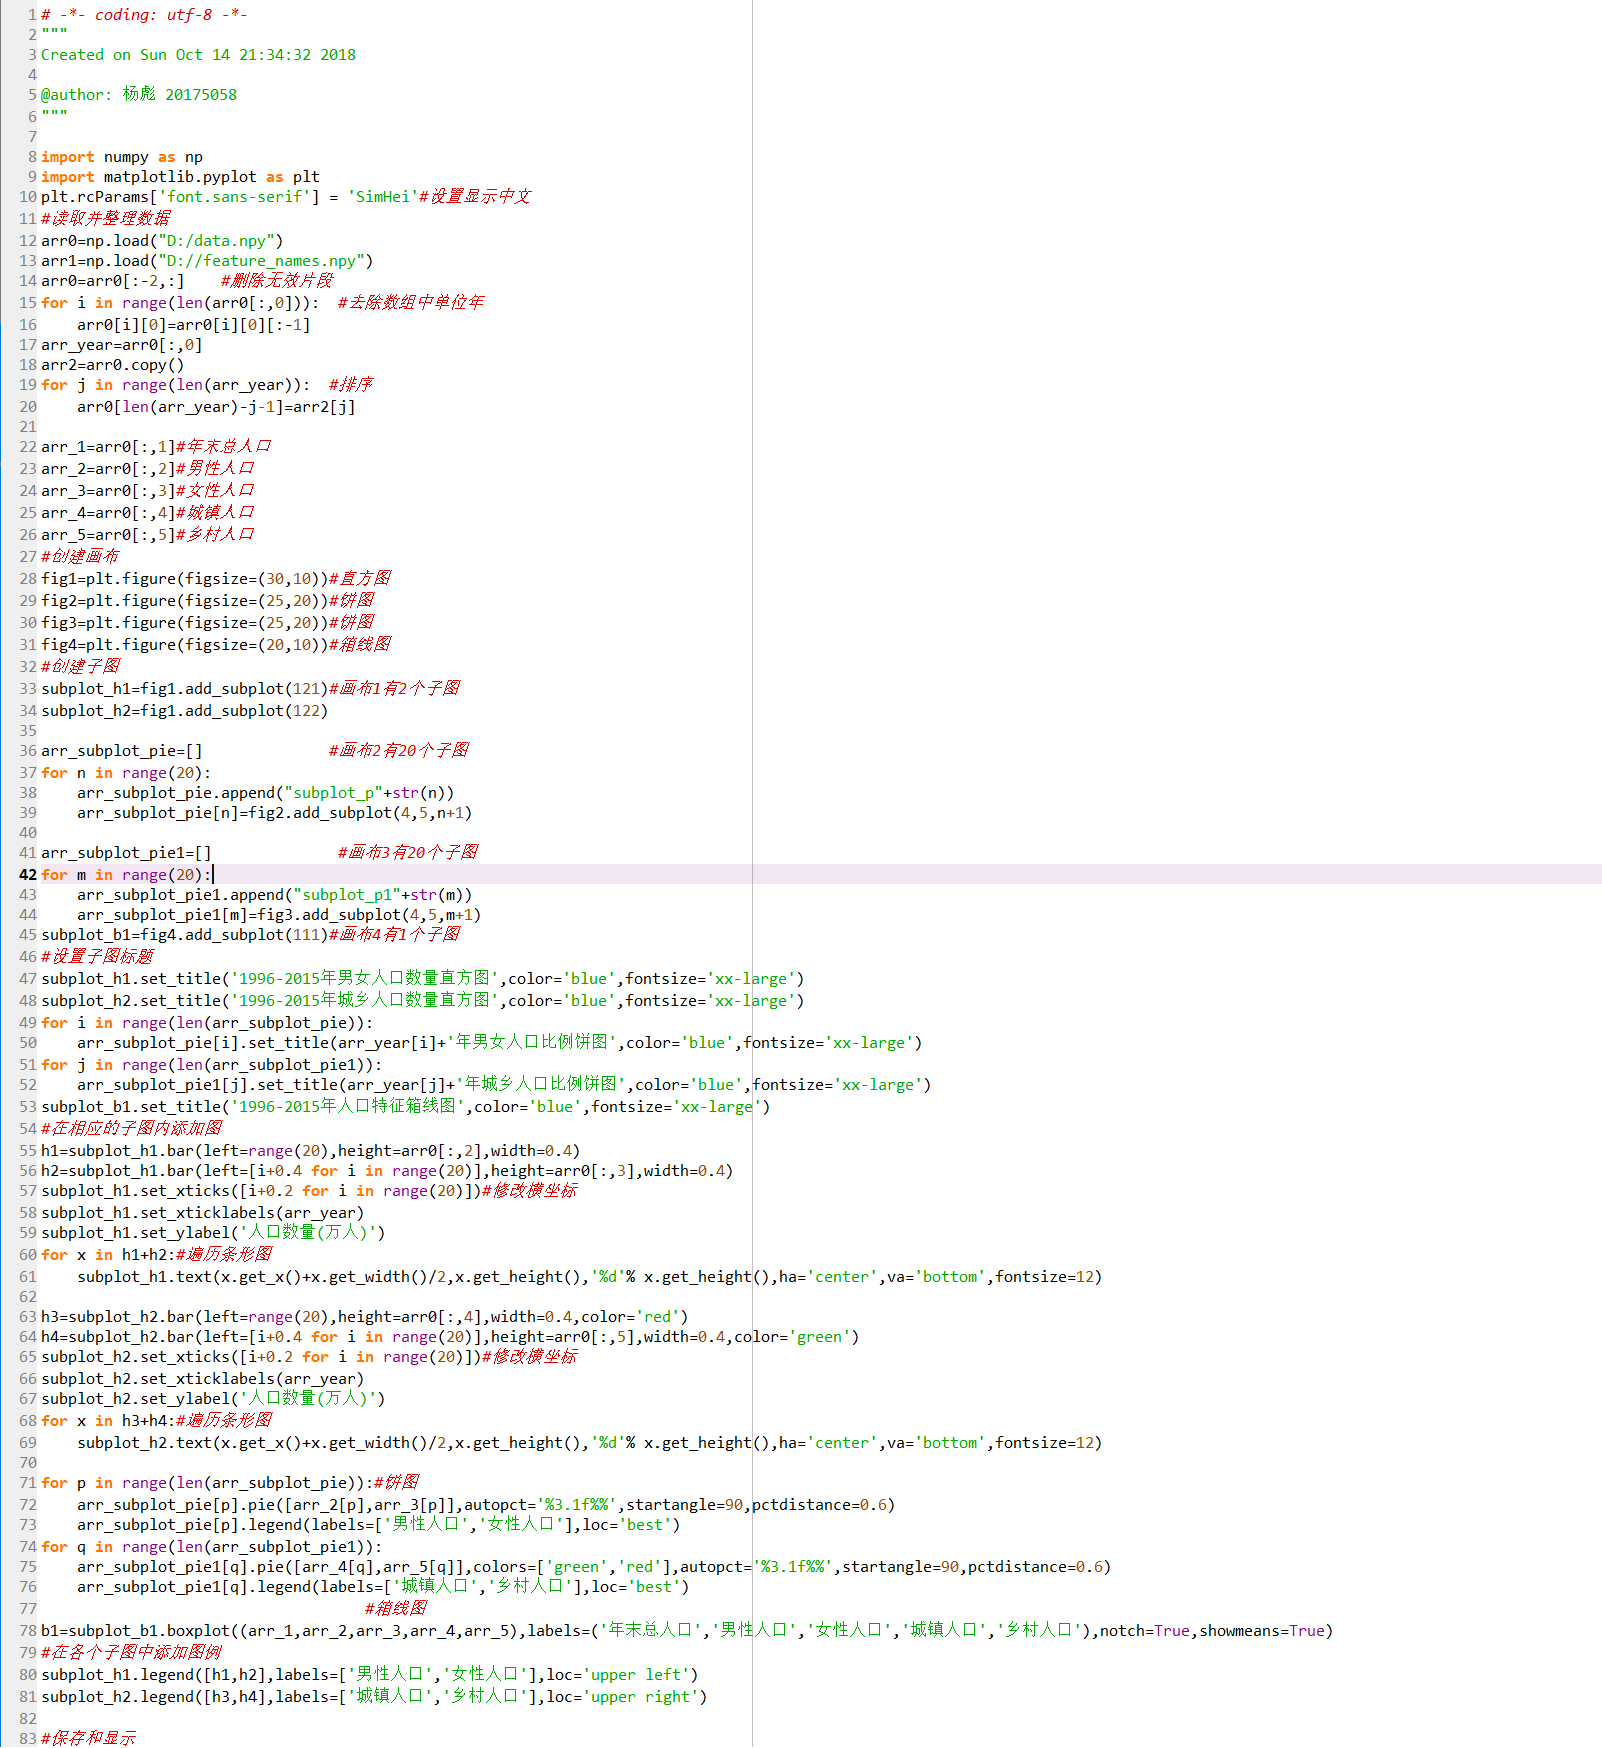 1 # -*- coding: utf-8 -*-
2 """
3 Created on Sun Oct 14 21:34:32 2018
4
5 @author: 杨彪 20175058
6 """
7
8 import numpy as np
9 import matplotlib.pyplot as plt
10 plt.rcParams['font.sans-serif'] = 'SimHei'#设置显示中文
11 #读取并整理数据
12 arr0=np.load("D:/data.npy")
13 arr1=np.load("D://feature_names.npy")
14 arr0=arr0[:-2,:]    #删除无效片段
15 for i in range(len(arr0[:,0])):  #去除数组中单位年
16     arr0[i][0]=arr0[i][0][:-1]
17 arr_year=arr0[:,0]
18 arr2=arr0.copy()
19 for j in range(len(arr_year)):  #排序
20     arr0[len(arr_year)-j-1]=arr2[j]
21
22 arr_1=arr0[:,1]#年末总人口
23 arr_2=arr0[:,2]#男性人口
24 arr_3=arr0[:,3]#女性人口
25 arr_4=arr0[:,4]#城镇人口
26 arr_5=arr0[:,5]#乡村人口
27 #创建画布
28 fig1=plt.figure(figsize=(30,10))#直方图
29 fig2=plt.figure(figsize=(25,20))#饼图
30 fig3=plt.figure(figsize=(25,20))#饼图
31 fig4=plt.figure(figsize=(20,10))#箱线图
32 #创建子图
33 subplot_h1=fig1.add_subplot(121)#画布1有2个子图
34 subplot_h2=fig1.add_subplot(122)
35
36 arr_subplot_pie=[]              #画布2有20个子图
37 for n in range(20):
38     arr_subplot_pie.append("subplot_p"+str(n))
39     arr_subplot_pie[n]=fig2.add_subplot(4,5,n+1)
40
41 arr_subplot_pie1=[]              #画布3有20个子图
42 for m in range(20):
43     arr_subplot_pie1.append("subplot_p1"+str(m))
44     arr_subplot_pie1[m]=fig3.add_subplot(4,5,m+1)
45 subplot_b1=fig4.add_subplot(111)#画布4有1个子图
46 #设置子图标题
47 subplot_h1.set_title('1996-2015年男女人口数量直方图',color='blue',fontsize='xx-large')
48 subplot_h2.set_title('1996-2015年城乡人口数量直方图',color='blue',fontsize='xx-large')
49 for i in range(len(arr_subplot_pie)):
50     arr_subplot_pie[i].set_title(arr_year[i]+'年男女人口比例饼图',color='blue',fontsize='xx-large')
51 for j in range(len(arr_subplot_pie1)):
52     arr_subplot_pie1[j].set_title(arr_year[j]+'年城乡人口比例饼图',color='blue',fontsize='xx-large')
53 subplot_b1.set_title('1996-2015年人口特征箱线图',color='blue',fontsize='xx-large')
54 #在相应的子图内添加图
55 h1=subplot_h1.bar(left=range(20),height=arr0[:,2],width=0.4)
56 h2=subplot_h1.bar(left=[i+0.4 for i in range(20)],height=arr0[:,3],width=0.4)
57 subplot_h1.set_xticks([i+0.2 for i in range(20)])#修改横坐标
58 subplot_h1.set_xticklabels(arr_year)
59 subplot_h1.set_ylabel('人口数量(万人)')
60 for x in h1+h2:#遍历条形图
61     subplot_h1.text(x.get_x()+x.get_width()/2,x.get_height(),'%d'% x.get_height(),ha='center',va='bottom',fontsize=12)
62
63 h3=subplot_h2.bar(left=range(20),height=arr0[:,4],width=0.4,color='red')
64 h4=subplot_h2.bar(left=[i+0.4 for i in range(20)],height=arr0[:,5],width=0.4,color='green')
65 subplot_h2.set_xticks([i+0.2 for i in range(20)])#修改横坐标
66 subplot_h2.set_xticklabels(arr_year)
67 subplot_h2.set_ylabel('人口数量(万人)')
68 for x in h3+h4:#遍历条形图
69     subplot_h2.text(x.get_x()+x.get_width()/2,x.get_height(),'%d'% x.get_height(),ha='center',va='bottom',fontsize=12)
70
71 for p in range(len(arr_subplot_pie)):#饼图
72     arr_subplot_pie[p].pie([arr_2[p],arr_3[p]],autopct='%3.1f%%',startangle=90,pctdistance=0.6)
73     arr_subplot_pie[p].legend(labels=['男性人口','女性人口'],loc='best')
74 for q in range(len(arr_subplot_pie1)):
75     arr_subplot_pie1[q].pie([arr_4[q],arr_5[q]],colors=['green','red'],autopct='%3.1f%%',startangle=90,pctdistance=0.6)
76     arr_subplot_pie1[q].legend(labels=['城镇人口','乡村人口'],loc='best')
77                                     #箱线图
78 b1=subplot_b1.boxplot((arr_1,arr_2,arr_3,arr_4,arr_5),labels=('年末总人口','男性人口','女性人口','城镇人口','乡村人口'),notch=True,showmeans=True)
79 #在各个子图中添加图例
80 subplot_h1.legend([h1,h2],labels=['男性人口','女性人口'],loc='upper left')
81 subplot_h2.legend([h3,h4],labels=['城镇人口','乡村人口'],loc='upper right')
82
83 #保存和显示